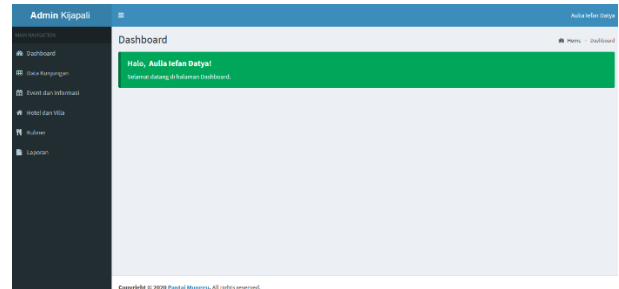 Admin Kijapali
Aulia Iefan Datya
MAIN NAVIGATION
Dashboard
Home > Dashboard
Dashboard
Halo, Aulia Iefan Datya!
Selamat datang di halaman Dashboard.
Data Kunjungan
Event dan Informasi
Hotel dan Villa
Kuliner
Laporan
Copyright © 2020 Pantai Munggu. All rights reserved.